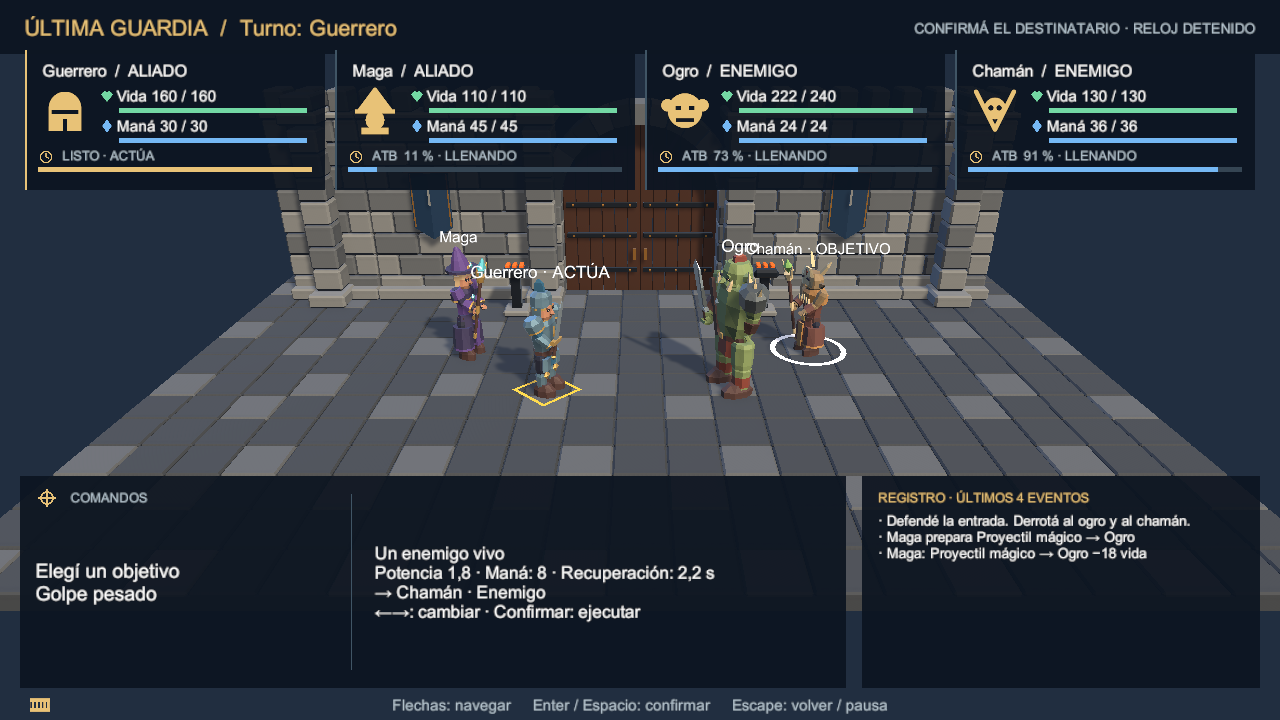 ÚLTIMA GUARDIA / Turno: Guerrero
CONFIRMÁ EL DESTINATARIO · RELOJ DETENIDO
Guerrero / ALIADO
Vida 160 / 160
Maná 30 / 30
LISTO · ACTÚA
Maga / ALIADO
Vida 110 / 110
Maná 45 / 45
ATB 11 % · LLENANDO
Ogro / ENEMIGO
Vida 222 / 240
Maná 24 / 24
ATB 73 % · LLENANDO
Chamán / ENEMIGO
Vida 130 / 130
Maná 36 / 36
ATB 91 % · LLENANDO
Maga
Guerrero · ACTÚA
Ogro
Chamán · OBJETIVO
COMANDOS
Elegí un objetivo
Golpe pesado
Un enemigo vivo
Potencia 1,8 · Maná: 8 · Recuperación: 2,2 s
→ Chamán · Enemigo
←→: cambiar · Confirmar: ejecutar
REGISTRO · ÚLTIMOS 4 EVENTOS
· Defendé la entrada. Derrotá al ogro y al chamán.
· Maga prepara Proyectil mágico → Ogro
· Maga: Proyectil mágico → Ogro −18 vida
Flechas: navegar Enter / Espacio: confirmar Escape: volver / pausa